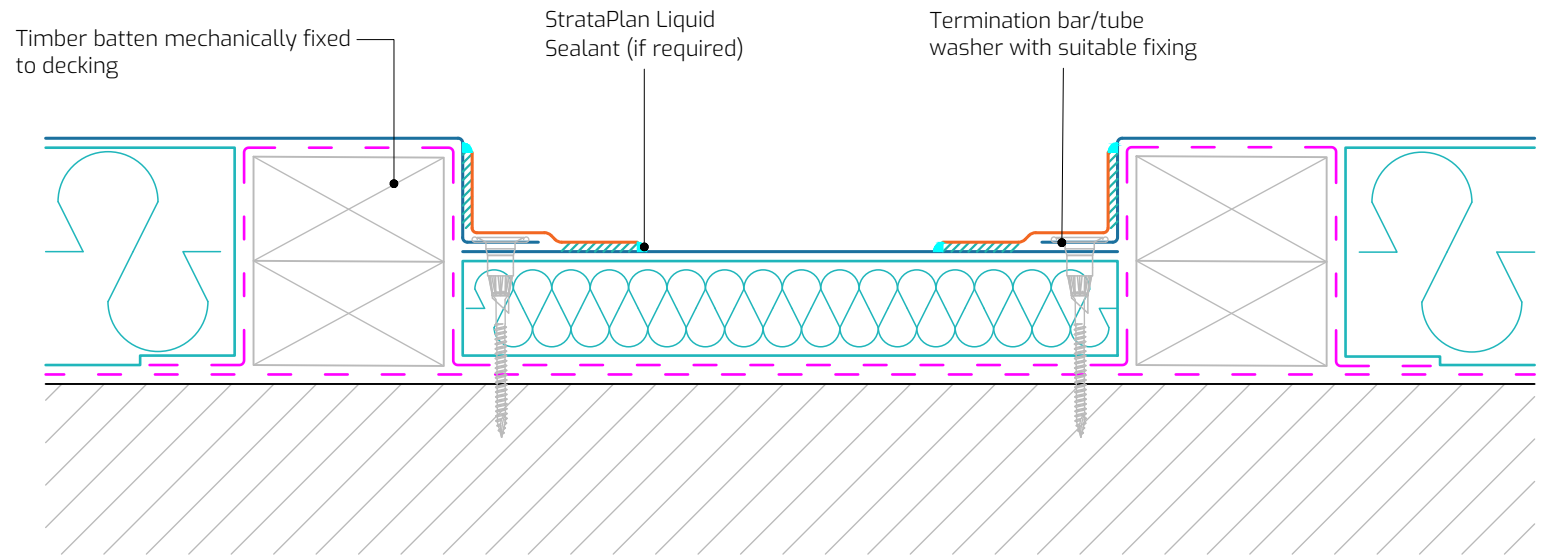 Timber batten mechanically fixed
to decking
StrataPlan Liquid
Sealant (if required)
Termination bar/tube
washer with suitable fixing